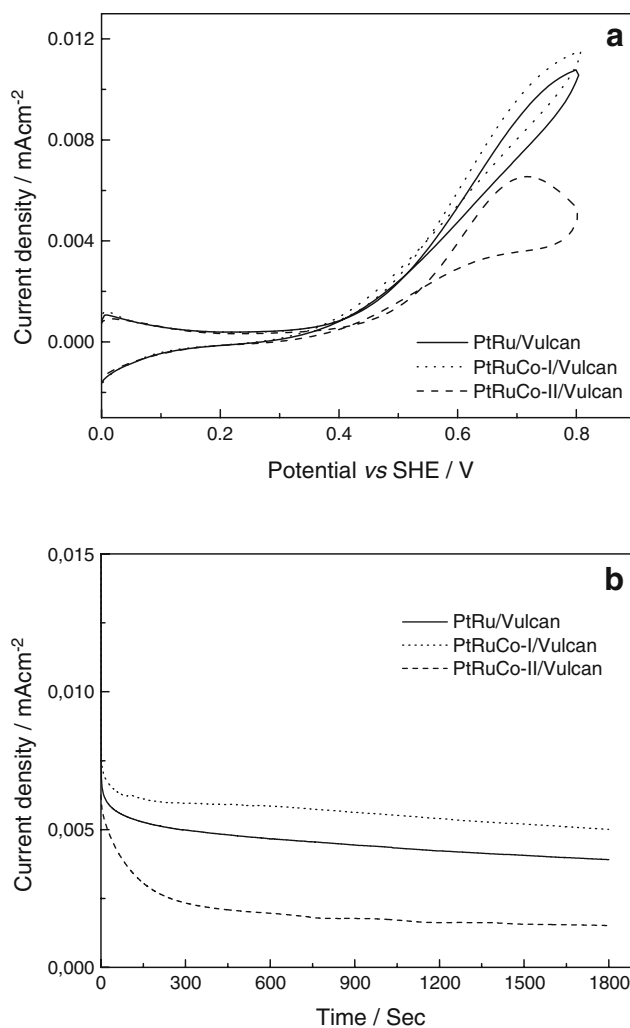 a
0.012
0.008
0.004
0.000
Current density / mAcm⁻²
PtRu/Vulcan
PtRuCo-I/Vulcan
PtRuCo-II/Vulcan
0.0 0.2 0.4 0.6 0.8
Potential vs SHE / V
b
0,015
0,010
0,005
0,000
Current density / mAcm⁻²
PtRu/Vulcan
PtRuCo-I/Vulcan
PtRuCo-II/Vulcan
0 300 600 900 1200 1500 1800
Time / Sec